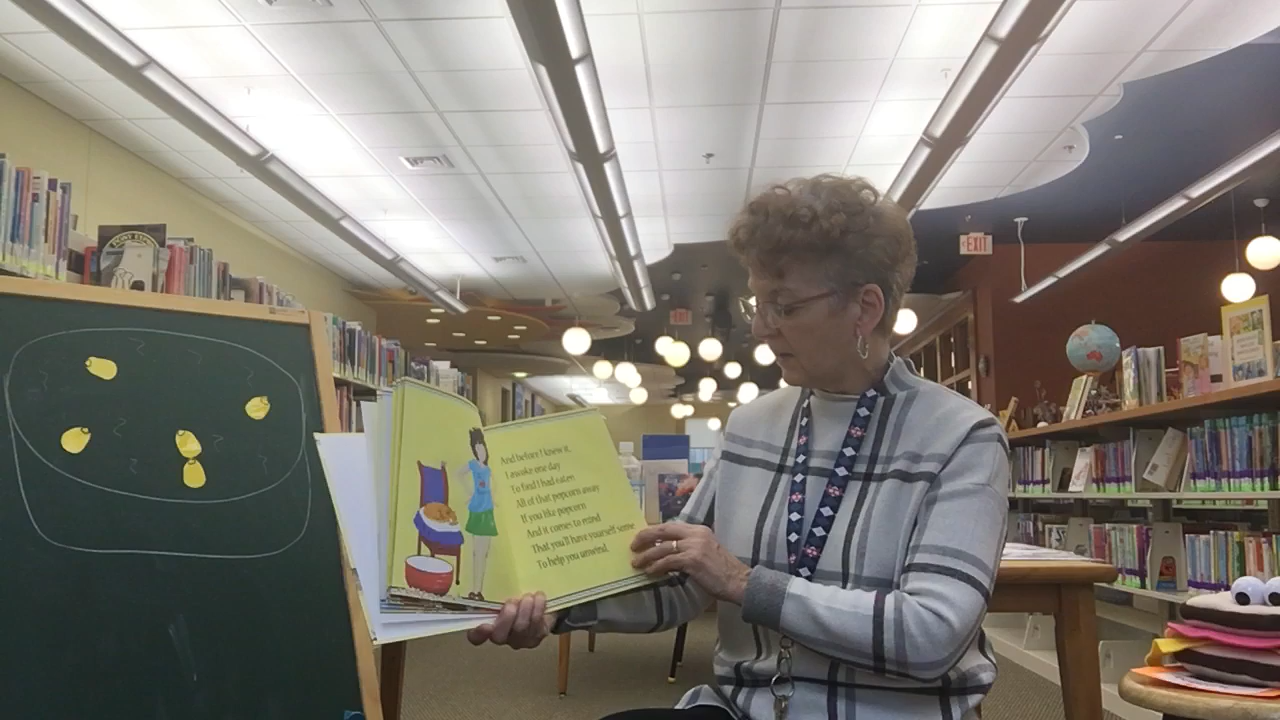 EXIT
And before I knew it,
I awoke one day
To find I had eaten
All of that popcorn away
If you like popcorn
And it comes to mind
That you'll have yourself some
To help you unwind.